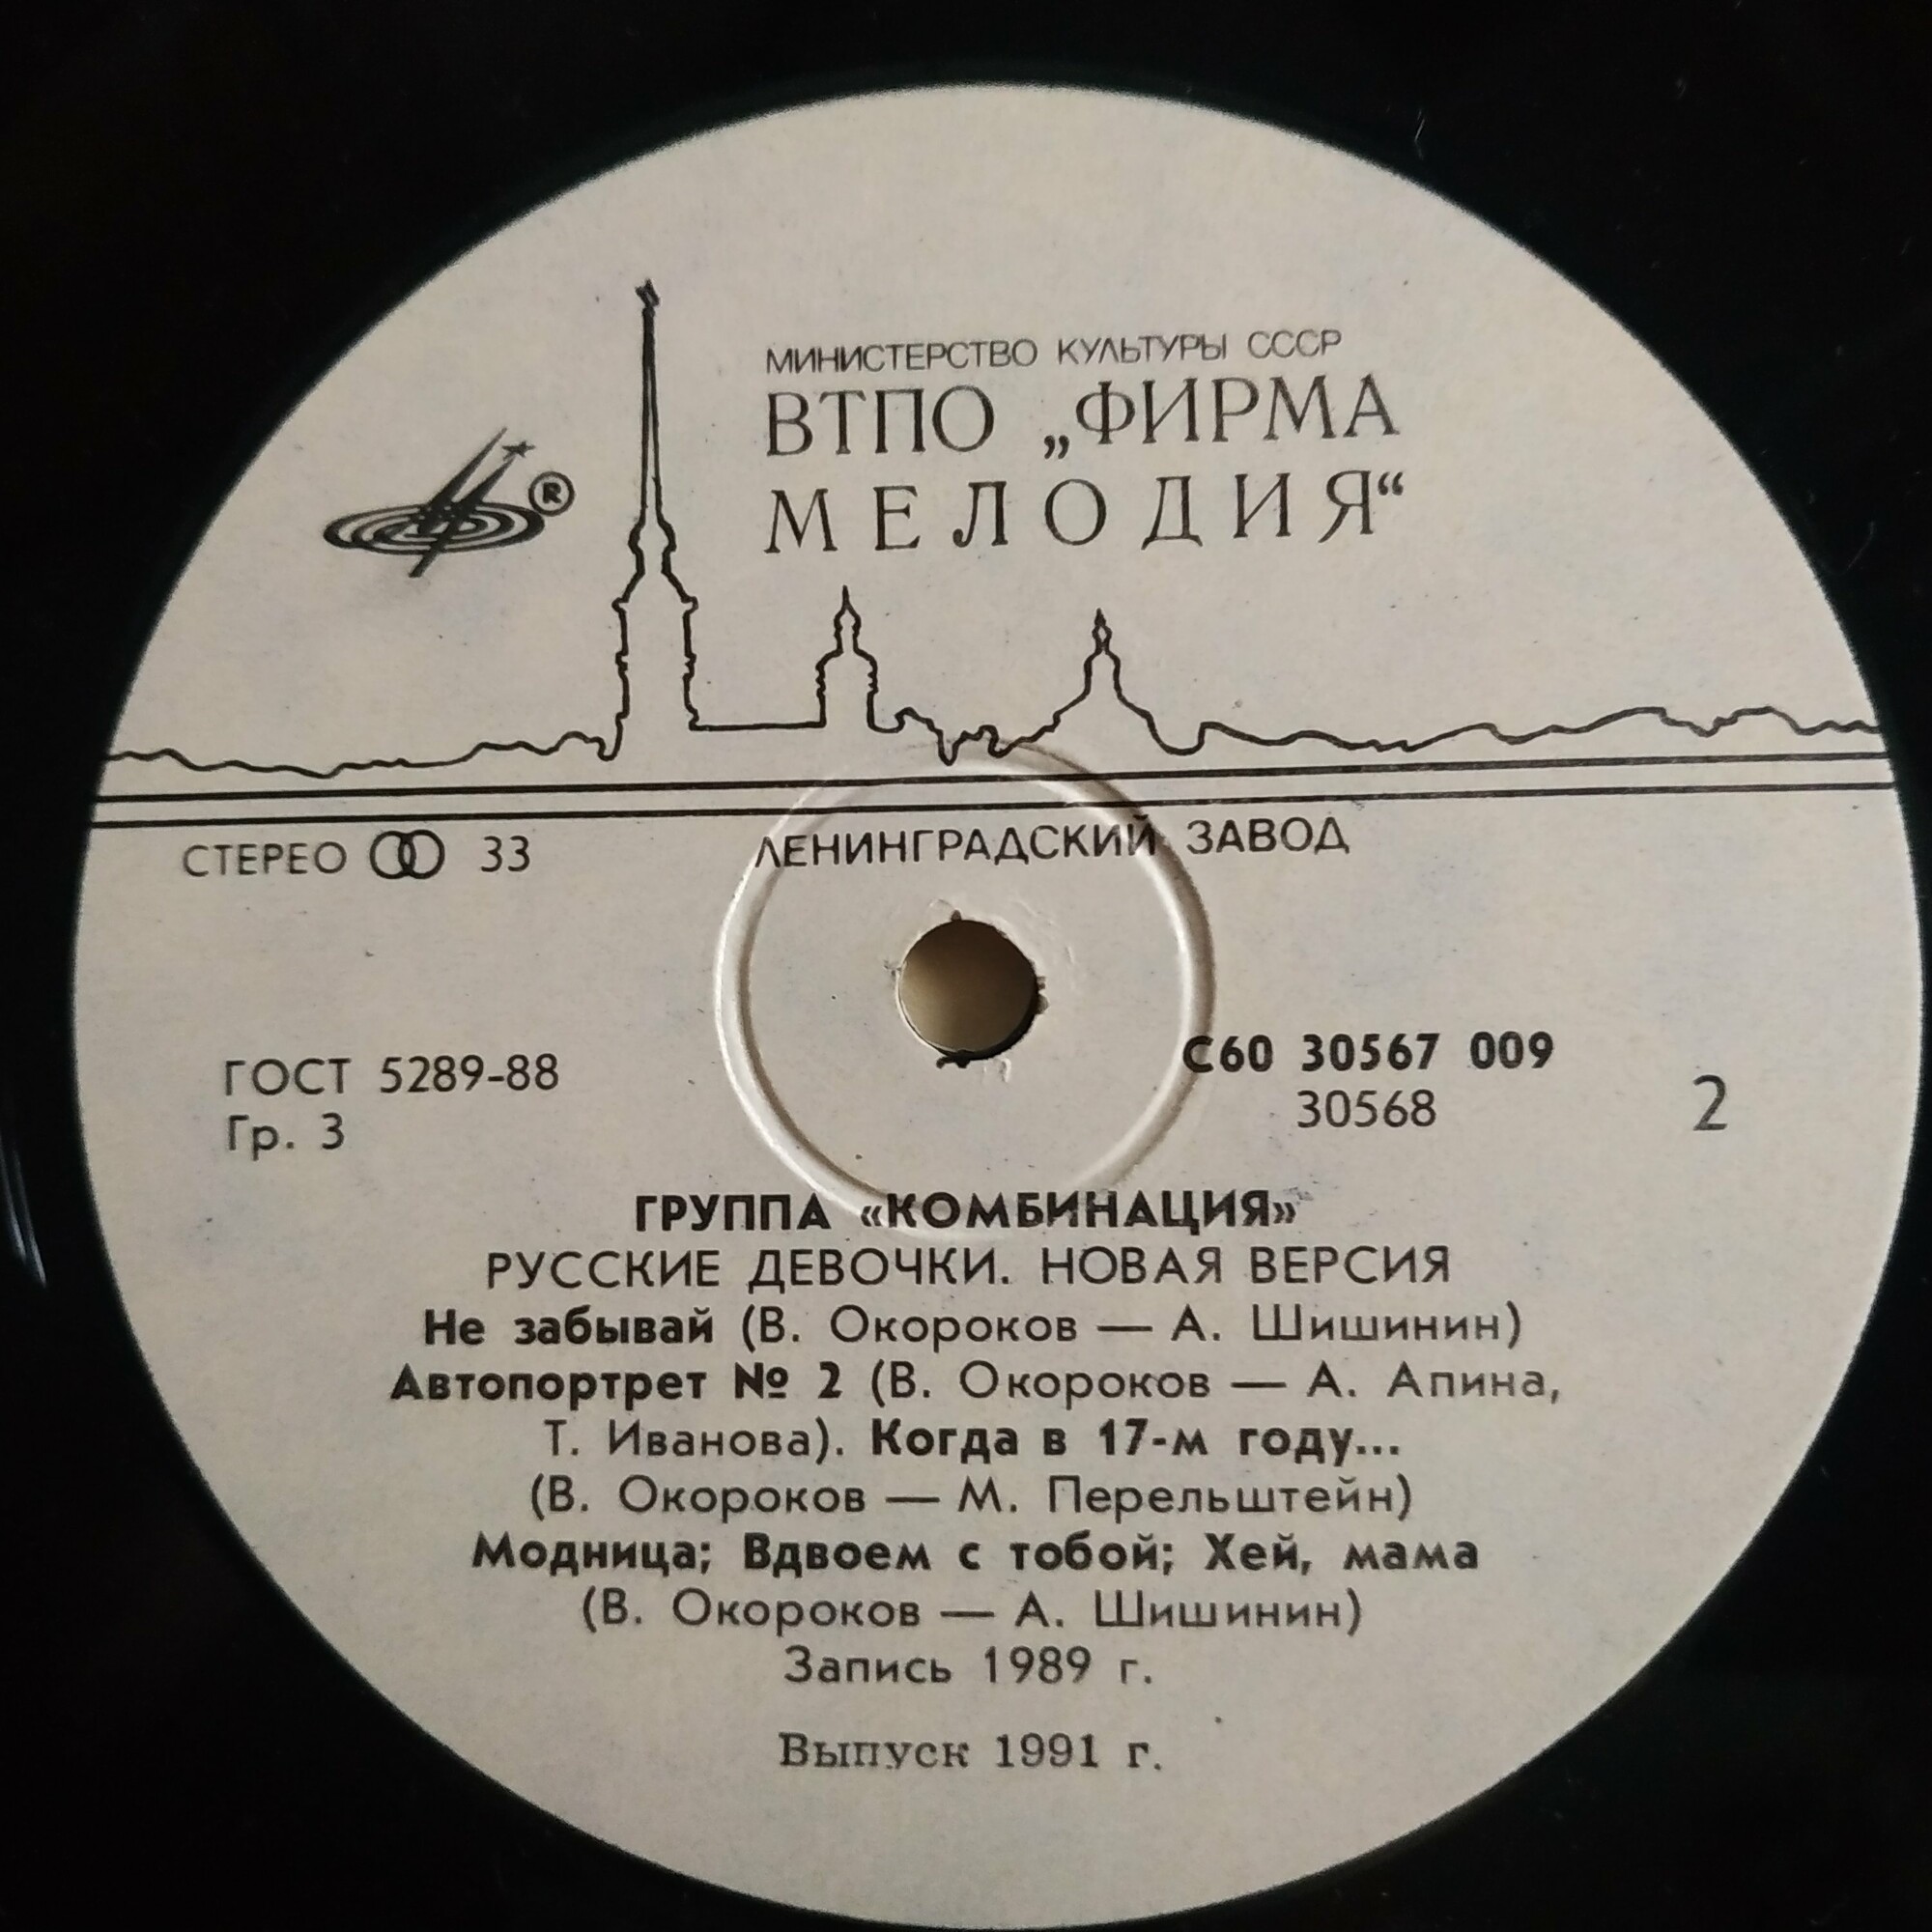 МИНИСТЕРСТВО КУЛЬТУРЫ СССР
ВТПО „ФИРМА
МЕЛОДИЯ“
®
СТЕРЕО 33
ЛЕНИНГРАДСКИЙ ЗАВОД
ГОСТ 5289-88
Гр. 3
С60 30567 009
30568
2
ГРУППА «КОМБИНАЦИЯ»
РУССКИЕ ДЕВОЧКИ. НОВАЯ ВЕРСИЯ
Не забывай (В. Окороков — А. Шишинин)
Автопортрет № 2 (В. Окороков — А. Апина,
Т. Иванова). Когда в 17-м году...
(В. Окороков — М. Перельштейн)
Модница; Вдвоем с тобой; Хей, мама
(В. Окороков — А. Шишинин)
Запись 1989 г.
Выпуск 1991 г.